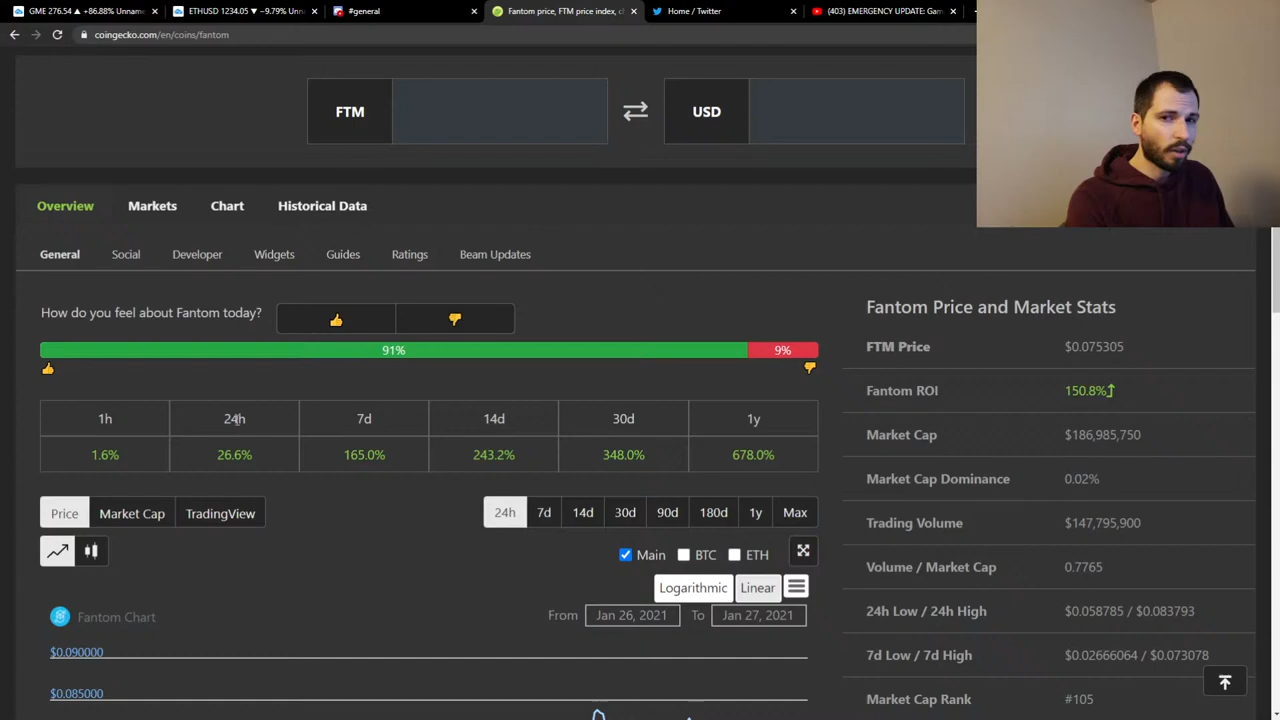 GME 276.54 ▲ +86.88% Unname
ETHUSD 1234.05 ▼ −9.79% Unnam
#general
Fantom price, FTM price index, c
Home / Twitter
(403) EMERGENCY UPDATE: Gam
coingecko.com/en/coins/fantom
FTM
USD
Overview
Markets
Chart
Historical Data
General
Social
Developer
Widgets
Guides
Ratings
Beam Updates
How do you feel about Fantom today?
91%
9%
1h
24h
7d
14d
30d
1y
1.6%
26.6%
165.0%
243.2%
348.0%
678.0%
Price
Market Cap
TradingView
24h
7d
14d
30d
90d
180d
1y
Max
Main
BTC
ETH
Logarithmic
Linear
Fantom Chart
From
Jan 26, 2021
To
Jan 27, 2021
$0.090000
$0.085000
Fantom Price and Market Stats
FTM Price $0.075305
Fantom ROI 150.8%
Market Cap $186,985,750
Market Cap Dominance 0.02%
Trading Volume $147,795,900
Volume / Market Cap 0.7765
24h Low / 24h High $0.058785 / $0.083793
7d Low / 7d High $0.02666064 / $0.073078
Market Cap Rank #105